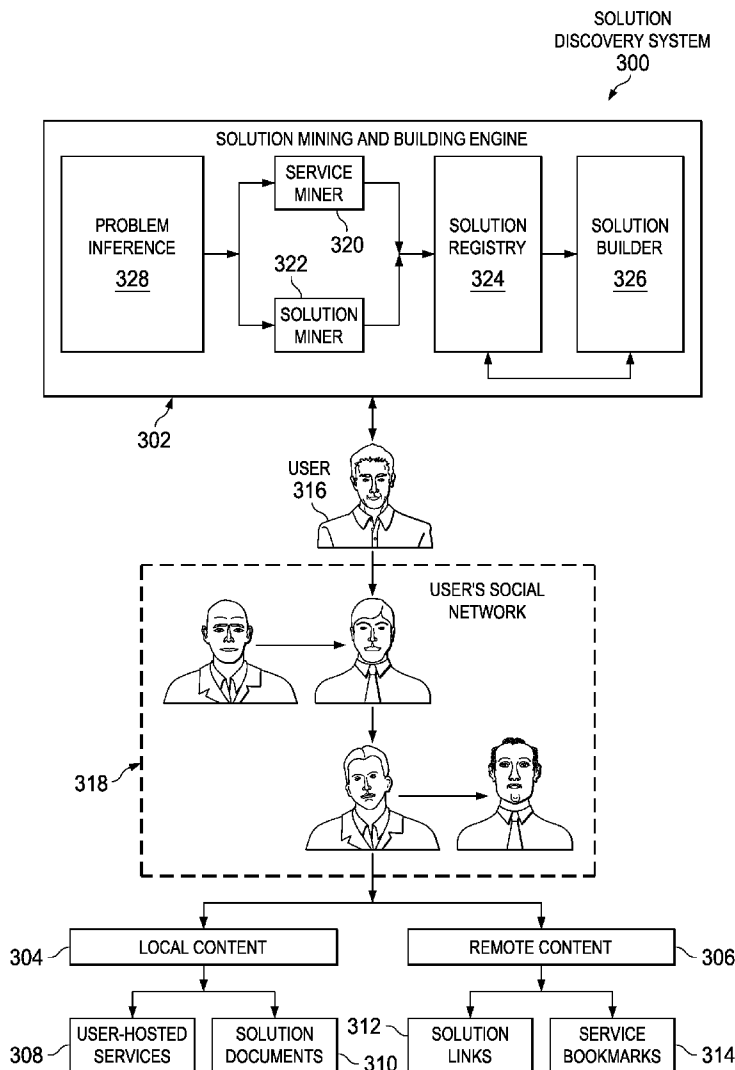 SOLUTION
DISCOVERY SYSTEM
300
SOLUTION MINING AND BUILDING ENGINE
PROBLEM
INFERENCE
328
SERVICE
MINER
320
322
SOLUTION
MINER
SOLUTION
REGISTRY
324
SOLUTION
BUILDER
326
302
USER
316
USER'S SOCIAL
NETWORK
318
304
LOCAL CONTENT
REMOTE CONTENT
306
308
USER-HOSTED
SERVICES
SOLUTION
DOCUMENTS
310
312
SOLUTION
LINKS
SERVICE
BOOKMARKS
314